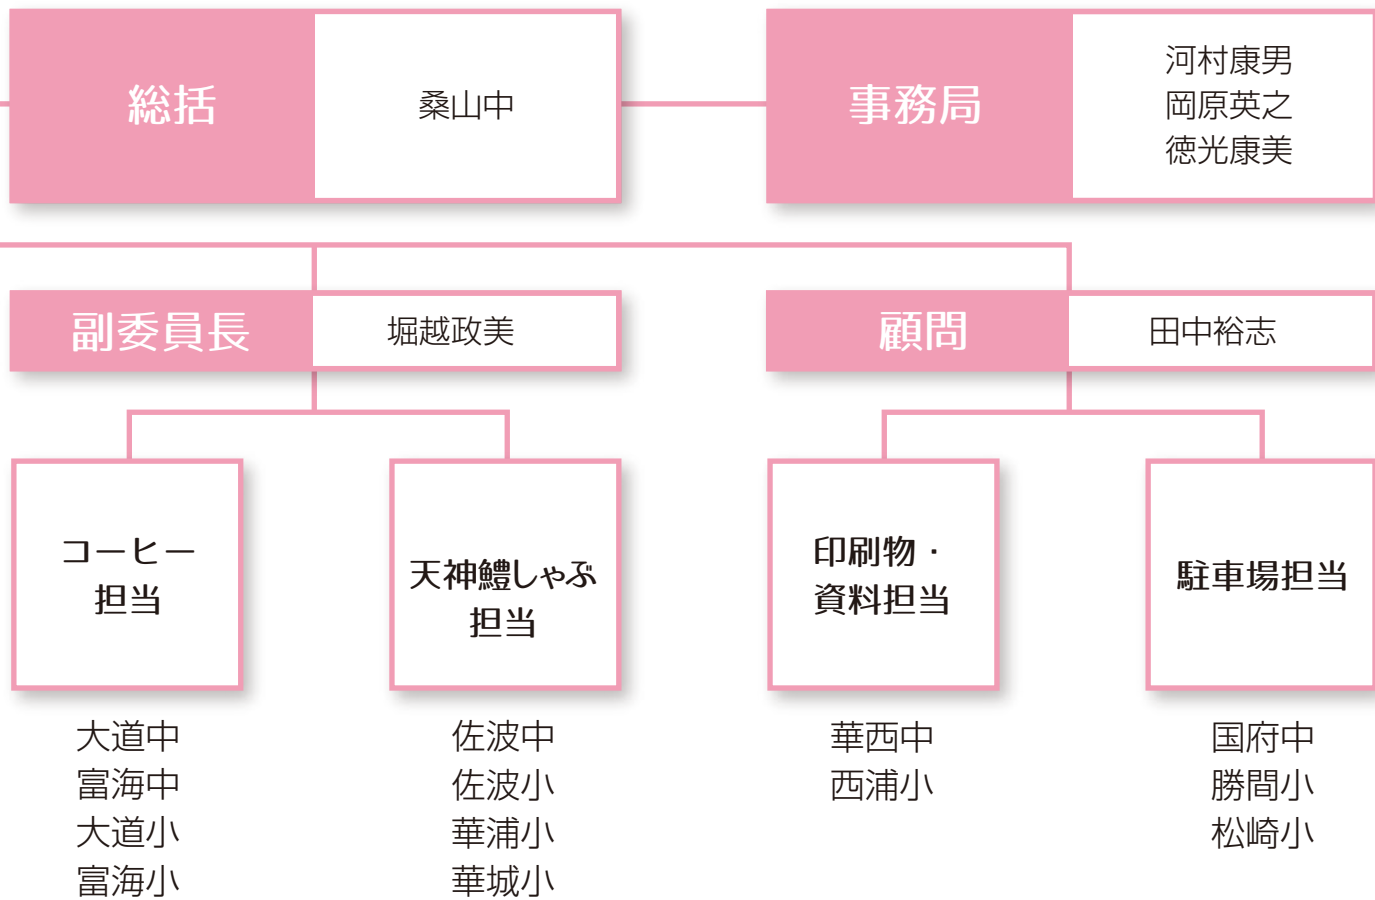 総括
桑山中
事務局
河村康男
岡原英之
徳光康美
副委員長
堀越政美
顧問
田中裕志
コーヒー
担当
大道中
富海中
大道小
富海小
天神鱧しゃぶ
担当
佐波中
佐波小
華浦小
華城小
印刷物・
資料担当
華西中
西浦小
駐車場担当
国府中
勝間小
松崎小